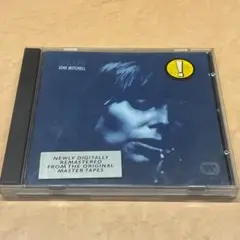 JONI MITCHELL
!
NEWLY DIGITALLY
REMASTERED
FROM THE ORIGINAL
MASTER TAPES